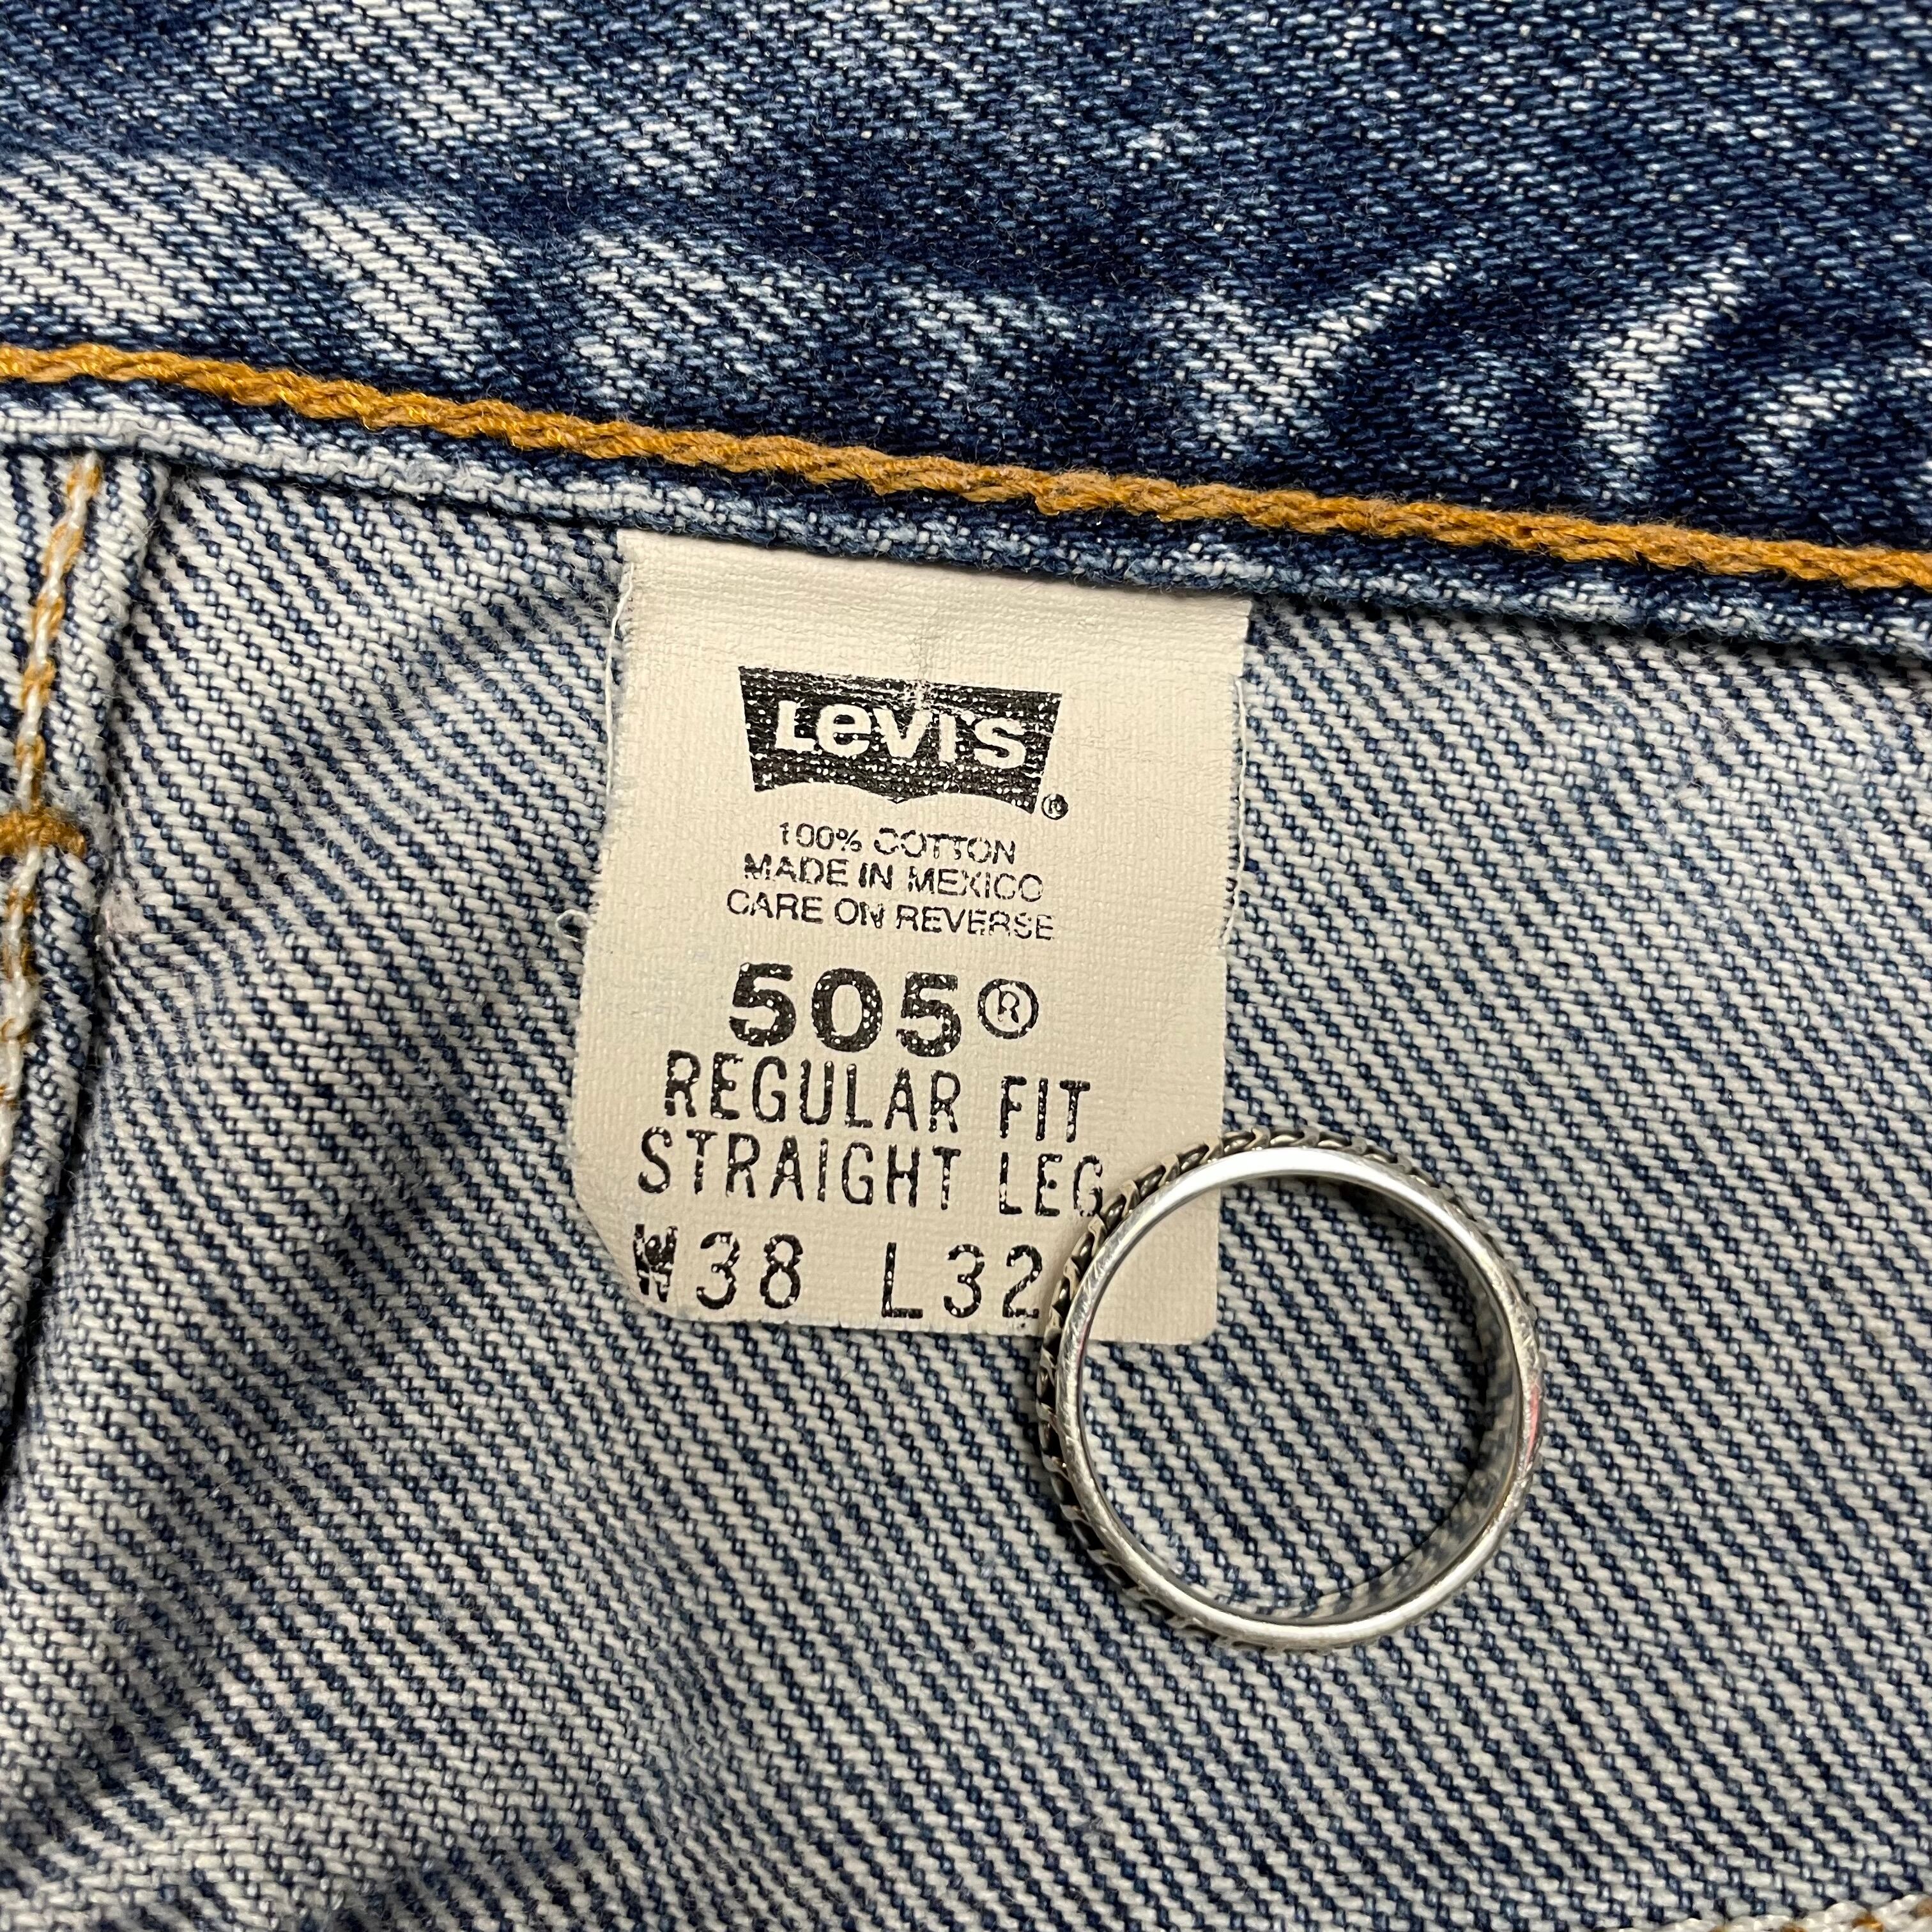 Levi's ®
100% COTTON
MADE IN MEXICO
CARE ON REVERSE
505®
REGULAR FIT
STRAIGHT LEG
W38 L32